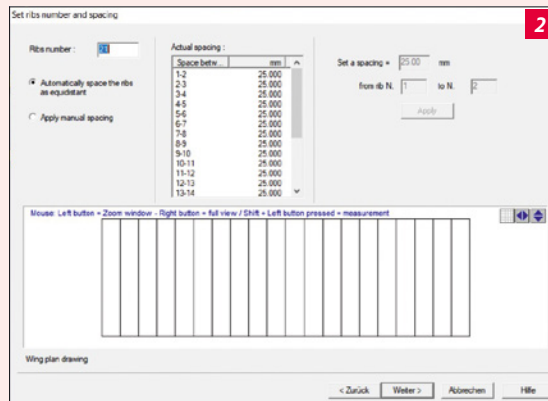 Set ribs number and spacing
2
Ribs number :
21
Automatically space the ribs
as equidistant
Apply manual spacing
Actual spacing :
Space betw... mm
1-2 25.000
2-3 25.000
3-4 25.000
4-5 25.000
5-6 25.000
6-7 25.000
7-8 25.000
8-9 25.000
9-10 25.000
10-11 25.000
11-12 25.000
12-13 25.000
13-14 25.000
Set a spacing = 25.00 mm
from rib N. 1 to N. 2
Apply
Mouse: Left button = Zoom window - Right button = full view / Shift + Left button pressed = measurement
Wing plan drawing
< Zurück
Weiter >
Abbrechen
Hilfe